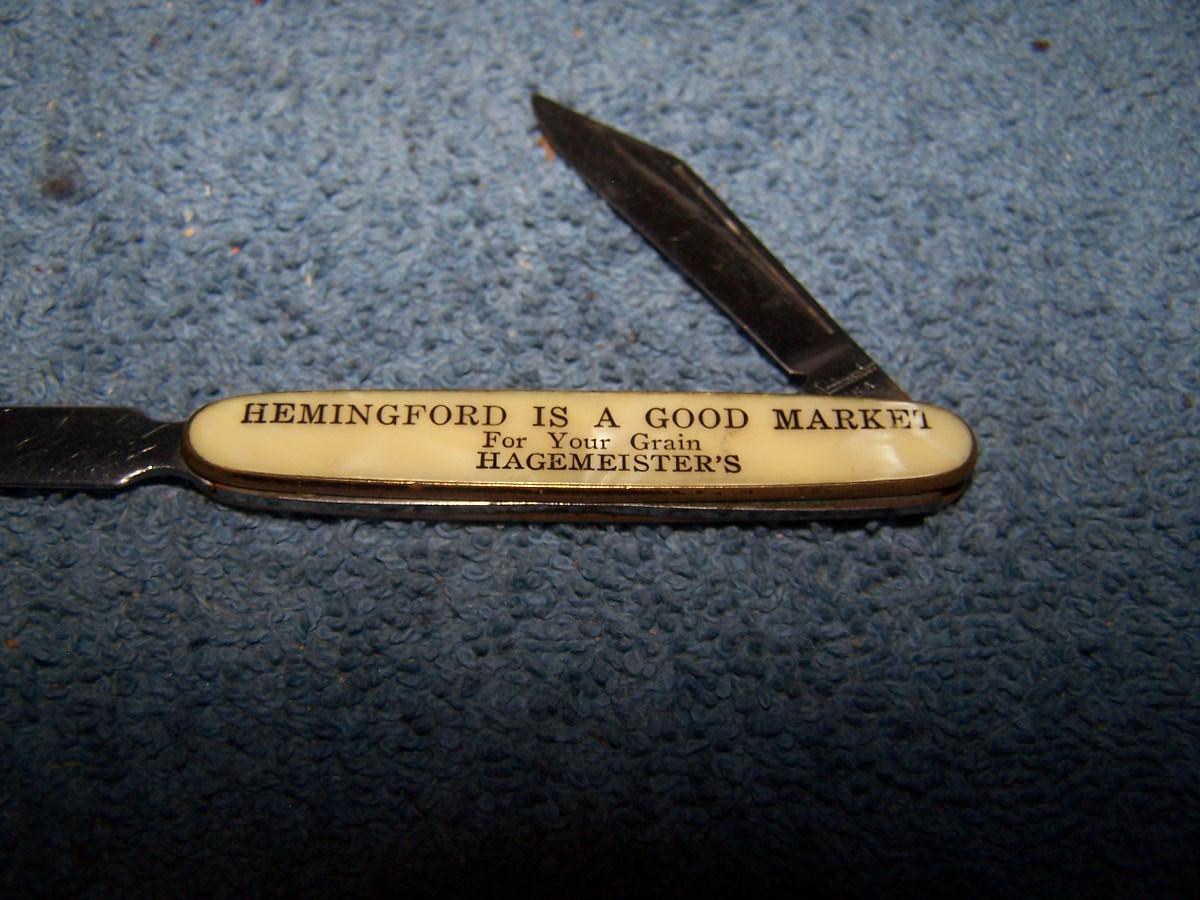 HEMINGFORD IS A GOOD MARKET
For Your Grain
HAGEMEISTER'S